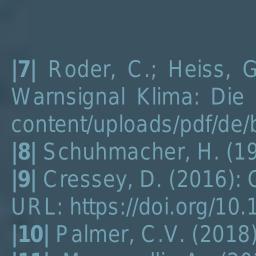 |7| Roder, C.; Heiss, G
Warnsignal Klima: Die
content/uploads/pdf/de/b
|8| Schuhmacher, H. (19
|9| Cressey, D. (2016): C
URL: https://doi.org/10.1
|10| Palmer, C.V. (2018)